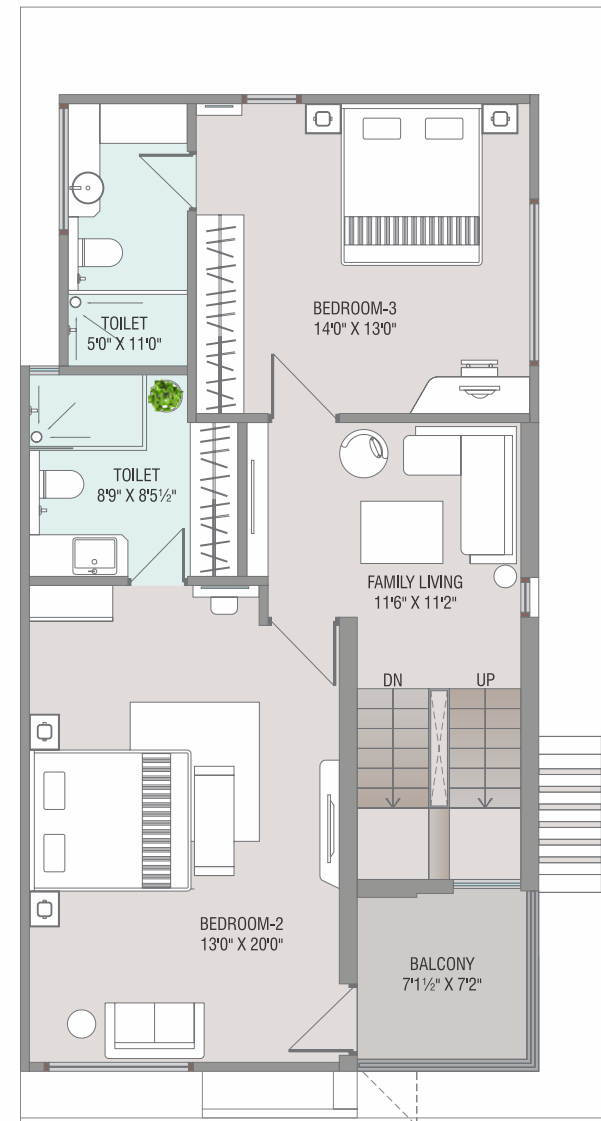 BEDROOM-3
14'0" X 13'0"
TOILET
5'0" X 11'0"
TOILET
8'9" X 8'5½"
FAMILY LIVING
11'6" X 11'2"
DN
UP
BEDROOM-2
13'0" X 20'0"
BALCONY
7'1½" X 7'2"